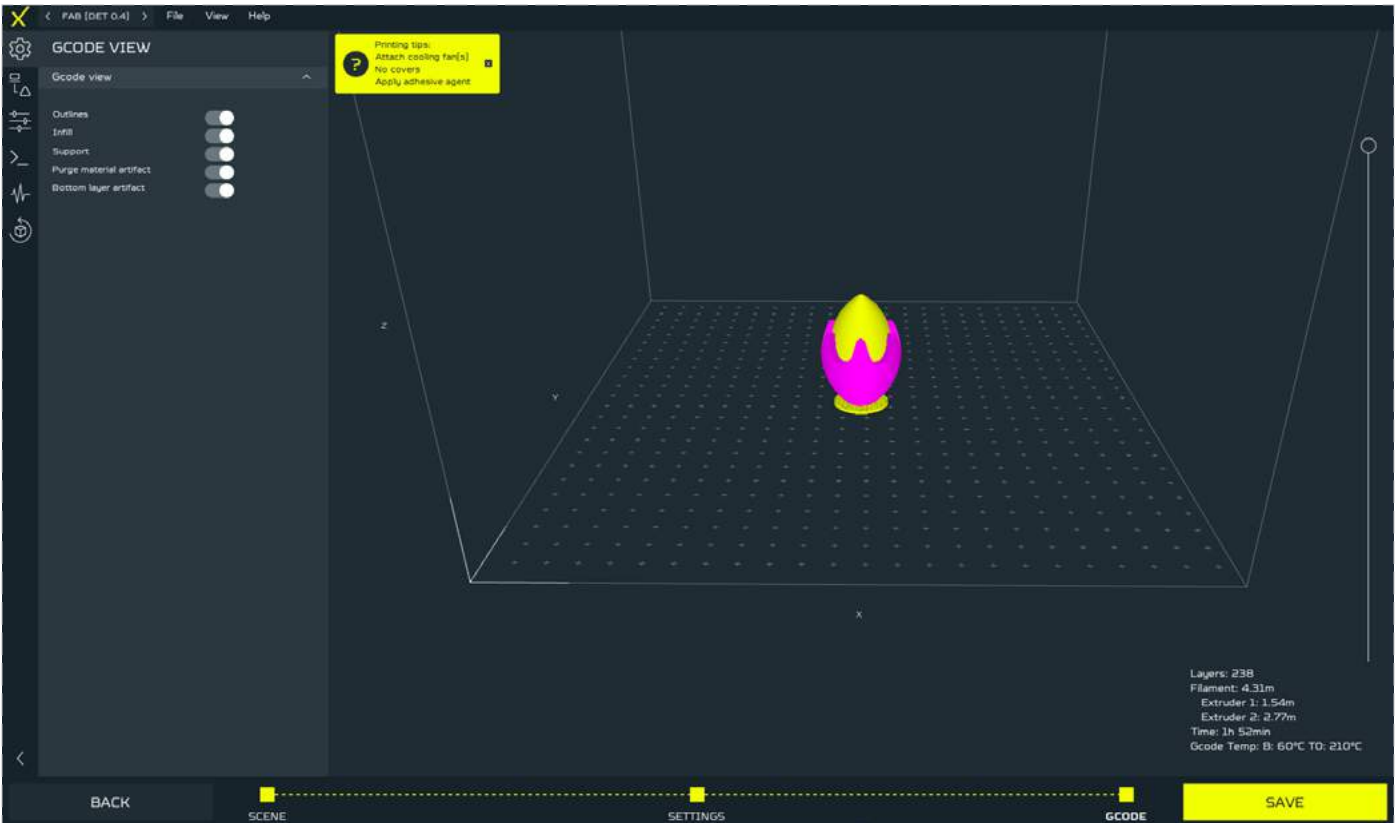 < FAB [DET 0.4] > File View Help
GCODE VIEW
Gcode view
Outlines
Infill
Support
Purge material artifact
Bottom layer artifact
?
Printing tips:
Attach cooling fan[s]
No covers
Apply adhesive agent
x
Z
Y
X
Layers: 238
Filament: 4.31m
Extruder 1: 1.54m
Extruder 2: 2.77m
Time: 1h 52min
Gcode Temp: B: 60°C T0: 210°C
BACK
SCENE
SETTINGS
GCODE
SAVE